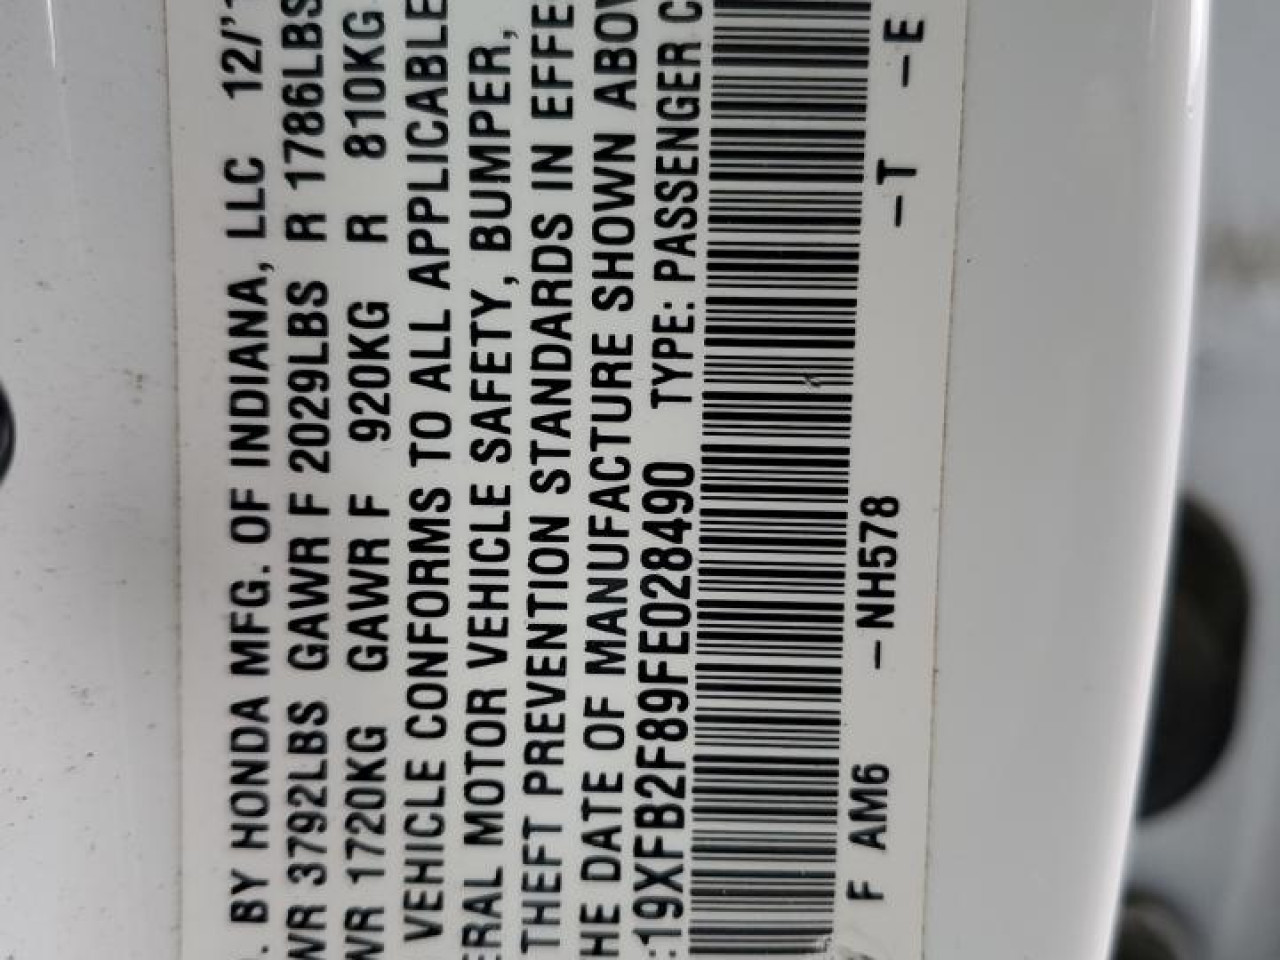 . BY HONDA MFG. OF INDIANA, LLC 12/'
WR 3792LBS GAWR F 2029LBS R 1786LBS
WR 1720KG GAWR F 920KG R 810KG
VEHICLE CONFORMS TO ALL APPLICABLE
ERAL MOTOR VEHICLE SAFETY, BUMPER,
THEFT PREVENTION STANDARDS IN EFFE
HE DATE OF MANUFACTURE SHOWN ABOV
:19XFB2F89FE028490 TYPE: PASSENGER C
F AM6 -NH578 -T -E